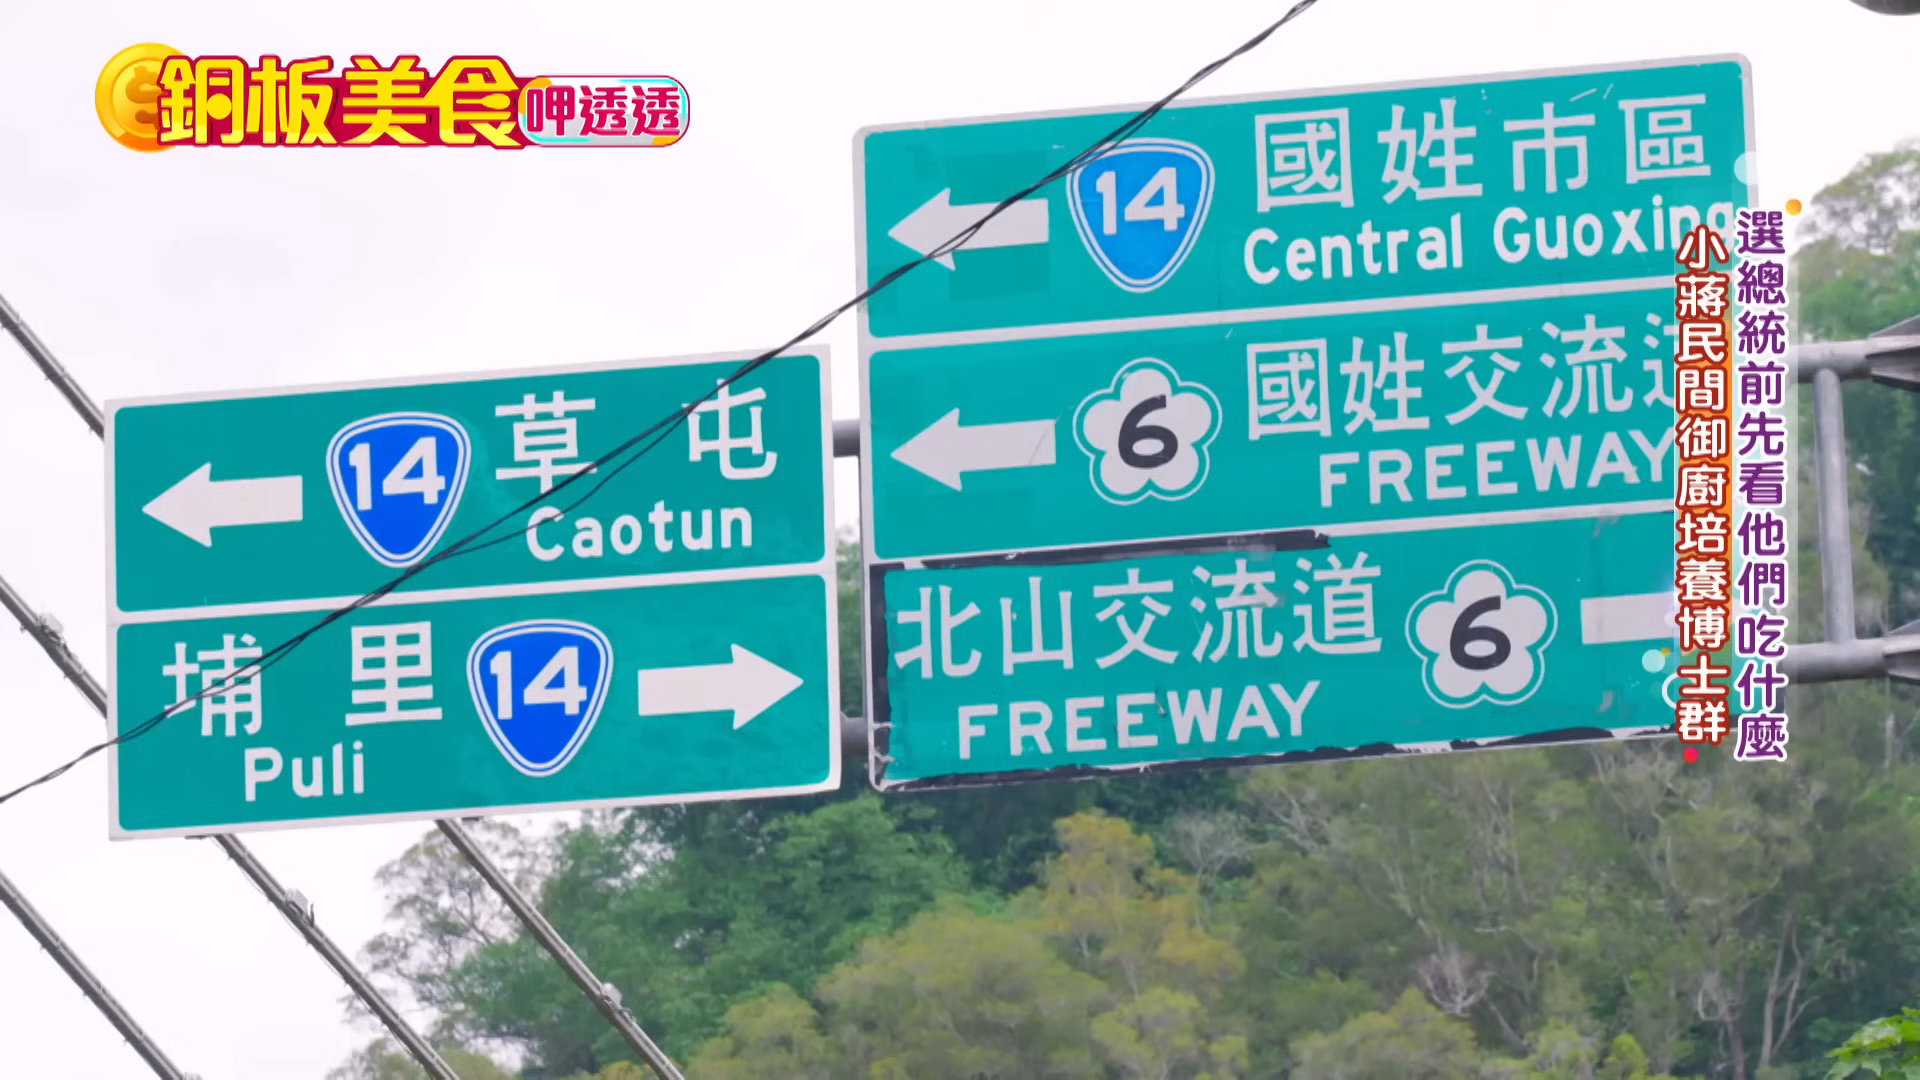 銅板美食呷透透
14 國姓市區
Central Guoxing
6 國姓交流道
FREEWAY
北山交流道 6
FREEWAY
14 草屯
Caotun
埔里 14
Puli
選總統前先看他們吃什麼
小蔣民間御廚培養博士群